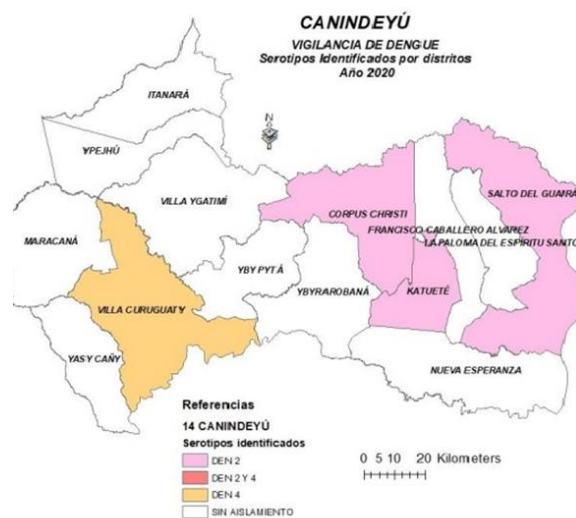 CANINDEYÚ
VIGILANCIA DE DENGUE
Serotipos Identificados por distritos
Año 2020
ITANARÁ
N
YPEJHÚ
VILLA YGATIMÍ
SALTO DEL GUAIRÁ
CORPUS CHRISTI
FRANCISCO CABALLERO ALVAREZ
MARACANÁ
LA PALOMA DEL ESPIRITU SANTO
YBY PYTÁ
YBYRAROBANÁ
KATUETÉ
VILLA CURUGUATY
YASY CAÑY
NUEVA ESPERANZA
Referencias
14 CANINDEYÚ
Serotipos identificados
DEN 2
DEN 2 Y 4
DEN 4
SIN AISLAMIENTO
0 5 10 20 Kilometers